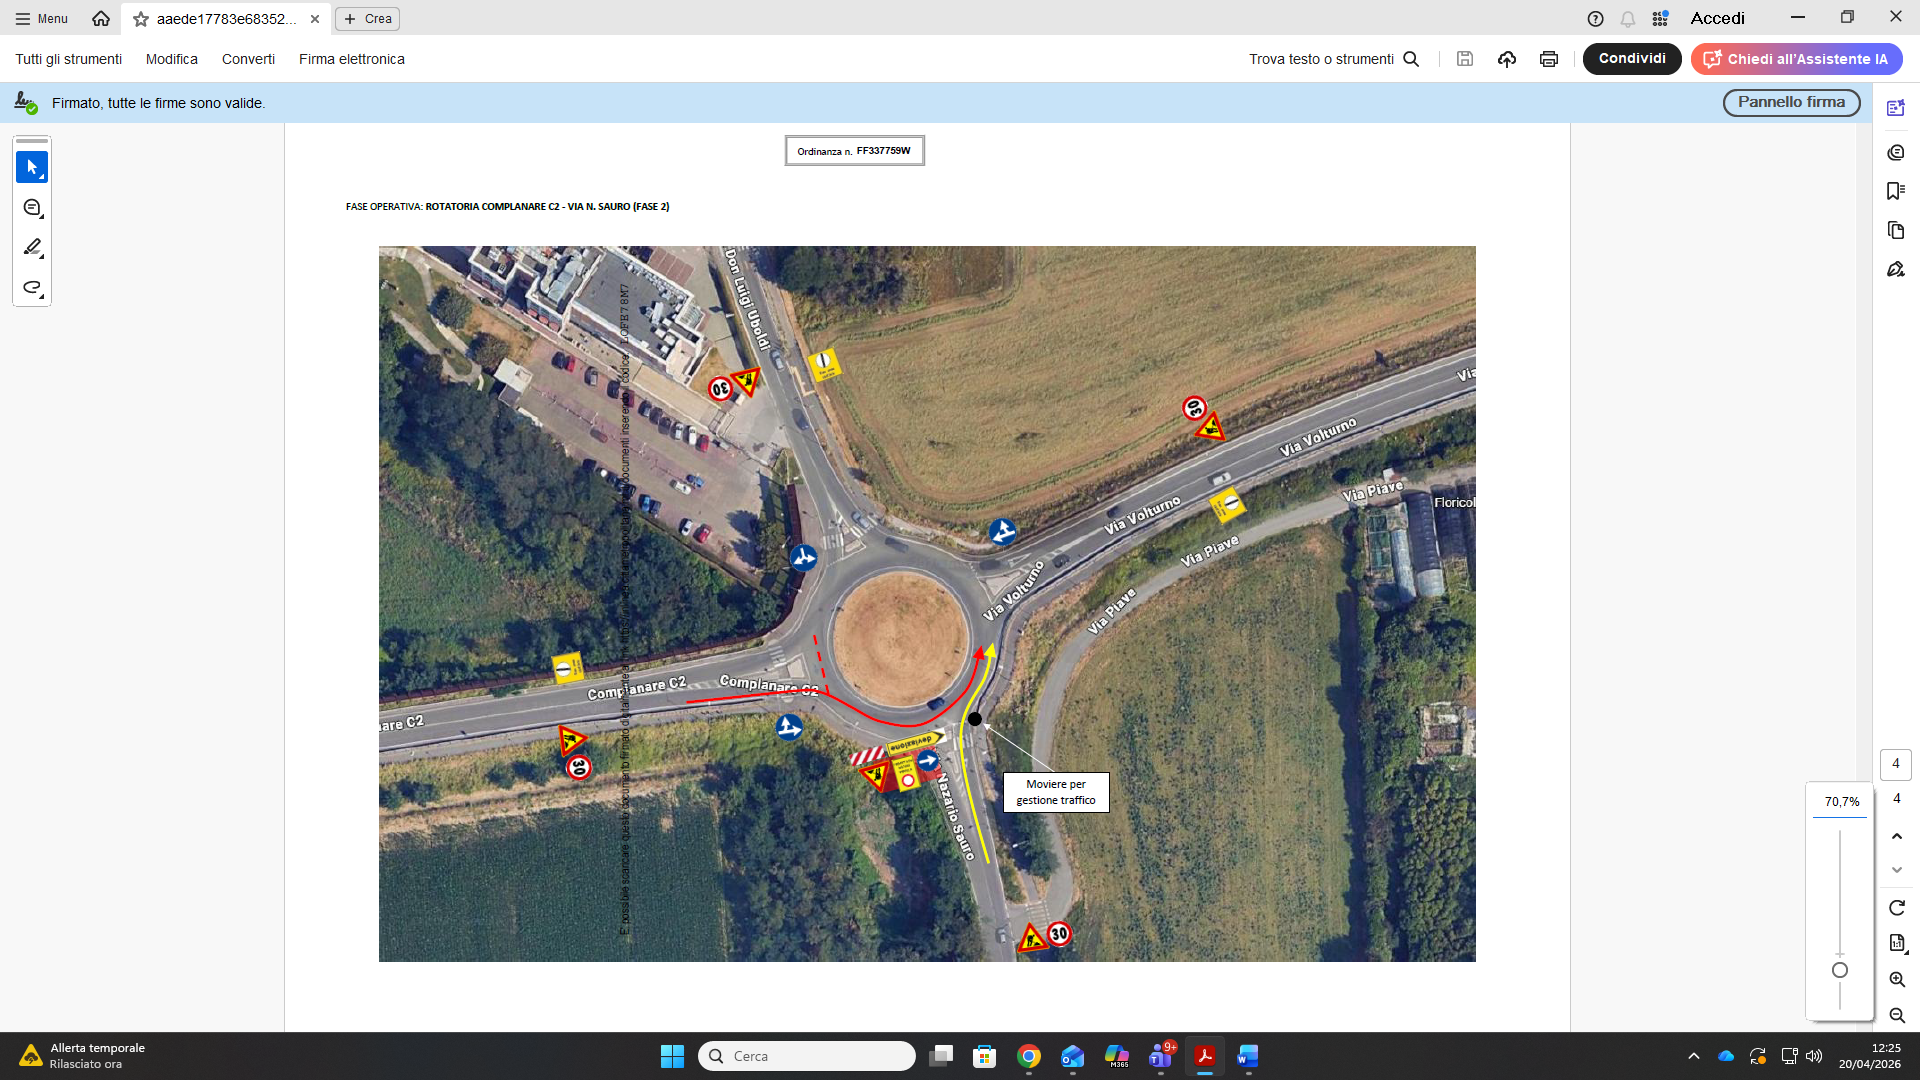 Menu
aaede17783e68352...
Crea
Accedi
Tutti gli strumenti
Modifica
Converti
Firma elettronica
Trova testo o strumenti
Condividi
Chiedi all'Assistente IA
Firmato, tutte le firme sono valide.
Pannello firma
Ordinanza n. FF337759W
FASE OPERATIVA: ROTATORIA COMPLANARE C2 - VIA N. SAURO (FASE 2)
Don Luigi Uboldi
30
30
Via
Via Volturno
Via Volturno
Via Piave
Floricol
Via Piave
Via Volturno
Via Piave
Complanare C2
Complanare C2
are C2
30
deviazione
Nazario Sauro
Moviere per
gestione traffico
30
4
4
70,7%
Allerta temporale
Rilasciato ora
Cerca
M365
9+
12:25
20/04/2026